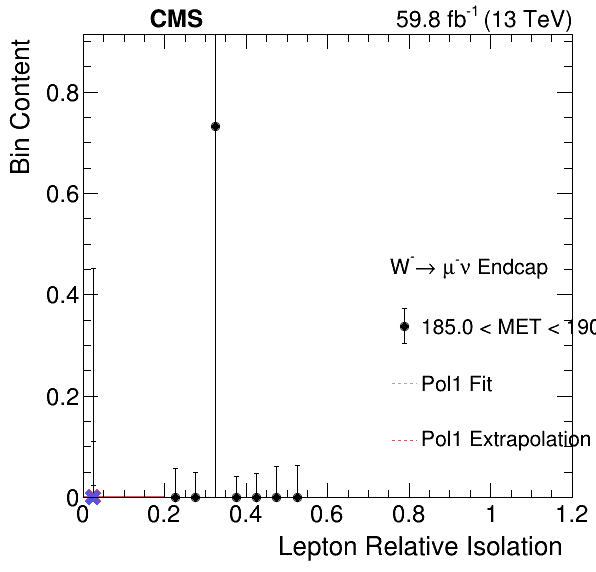 CMS 59.8 fb⁻¹ (13 TeV)
Bin Content
0.8
0.6
0.4
0.2
0
W⁻→ μ⁻ν Endcap
185.0 < MET < 190
Pol1 Fit
Pol1 Extrapolation
0 0.2 0.4 0.6 0.8 1 1.2
Lepton Relative Isolation